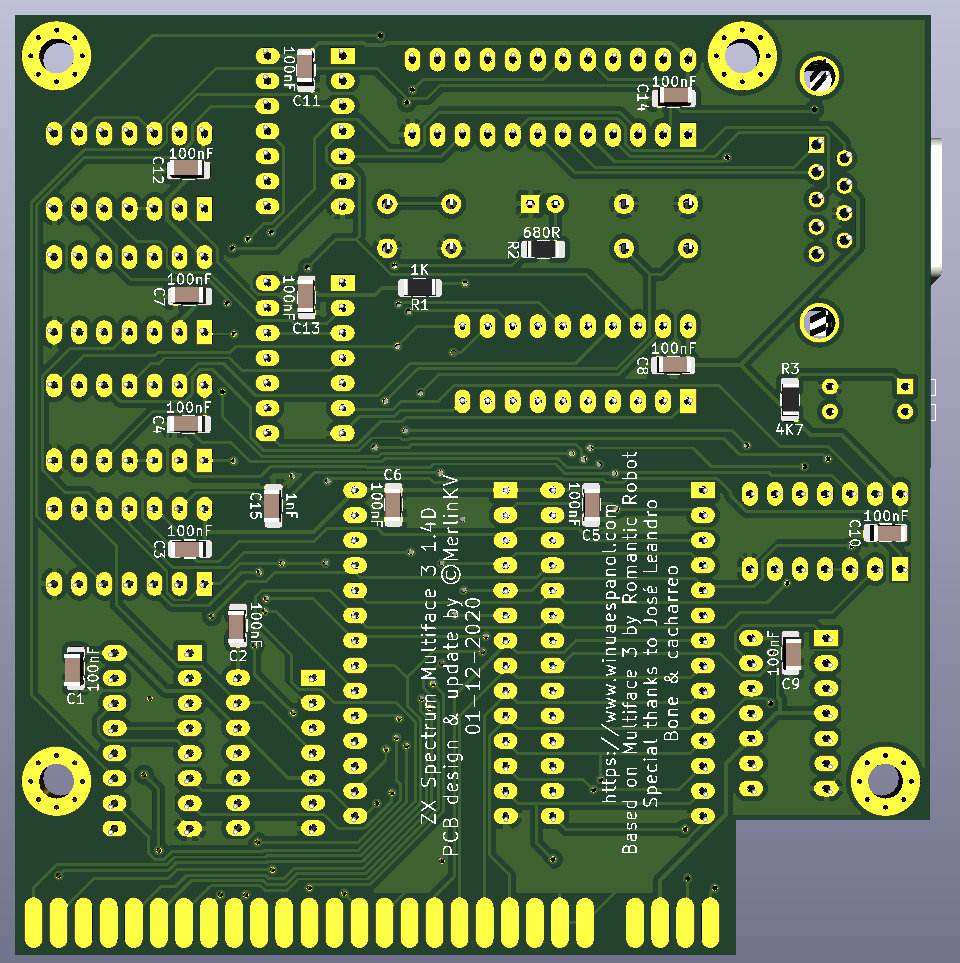 100nF
C11
100nF
C14
100nF
C12
680R
R2
1K
R1
100nF
C7
100nF
C13
100nF
C8
R3
4K7
100nF
C4
C6
100nF
1nF
C15
100nF
C5
100nF
C10
100nF
C3
100nF
C2
100nF
C1
100nF
C9
ZX Spectrum Multiface 3 1.4D
PCB design & update by ©MerlinKV
01-12-2020
https://www.winuaespanol.com
Based on Multiface 3 by Romantic Robot
Special thanks to José Leandro
Bone & cacharreo